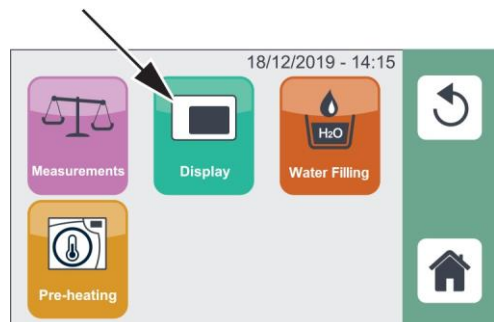 18/12/2019 - 14:15
Measurements
Display
H2O
Water Filling
Pre-heating